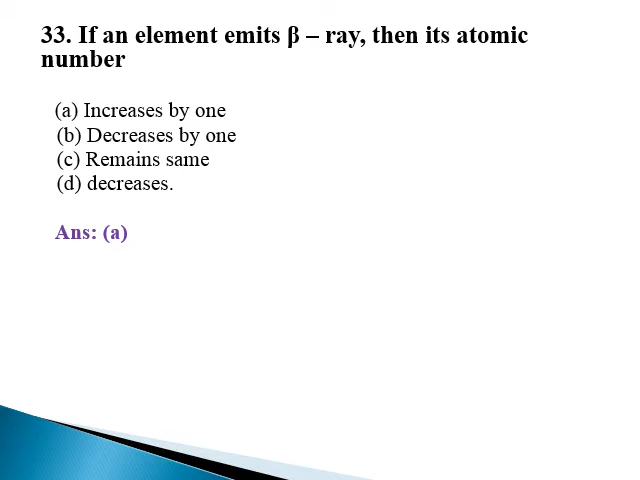 33. If an element emits β – ray, then its atomic
number
(a) Increases by one
(b) Decreases by one
(c) Remains same
(d) decreases.
Ans: (a)